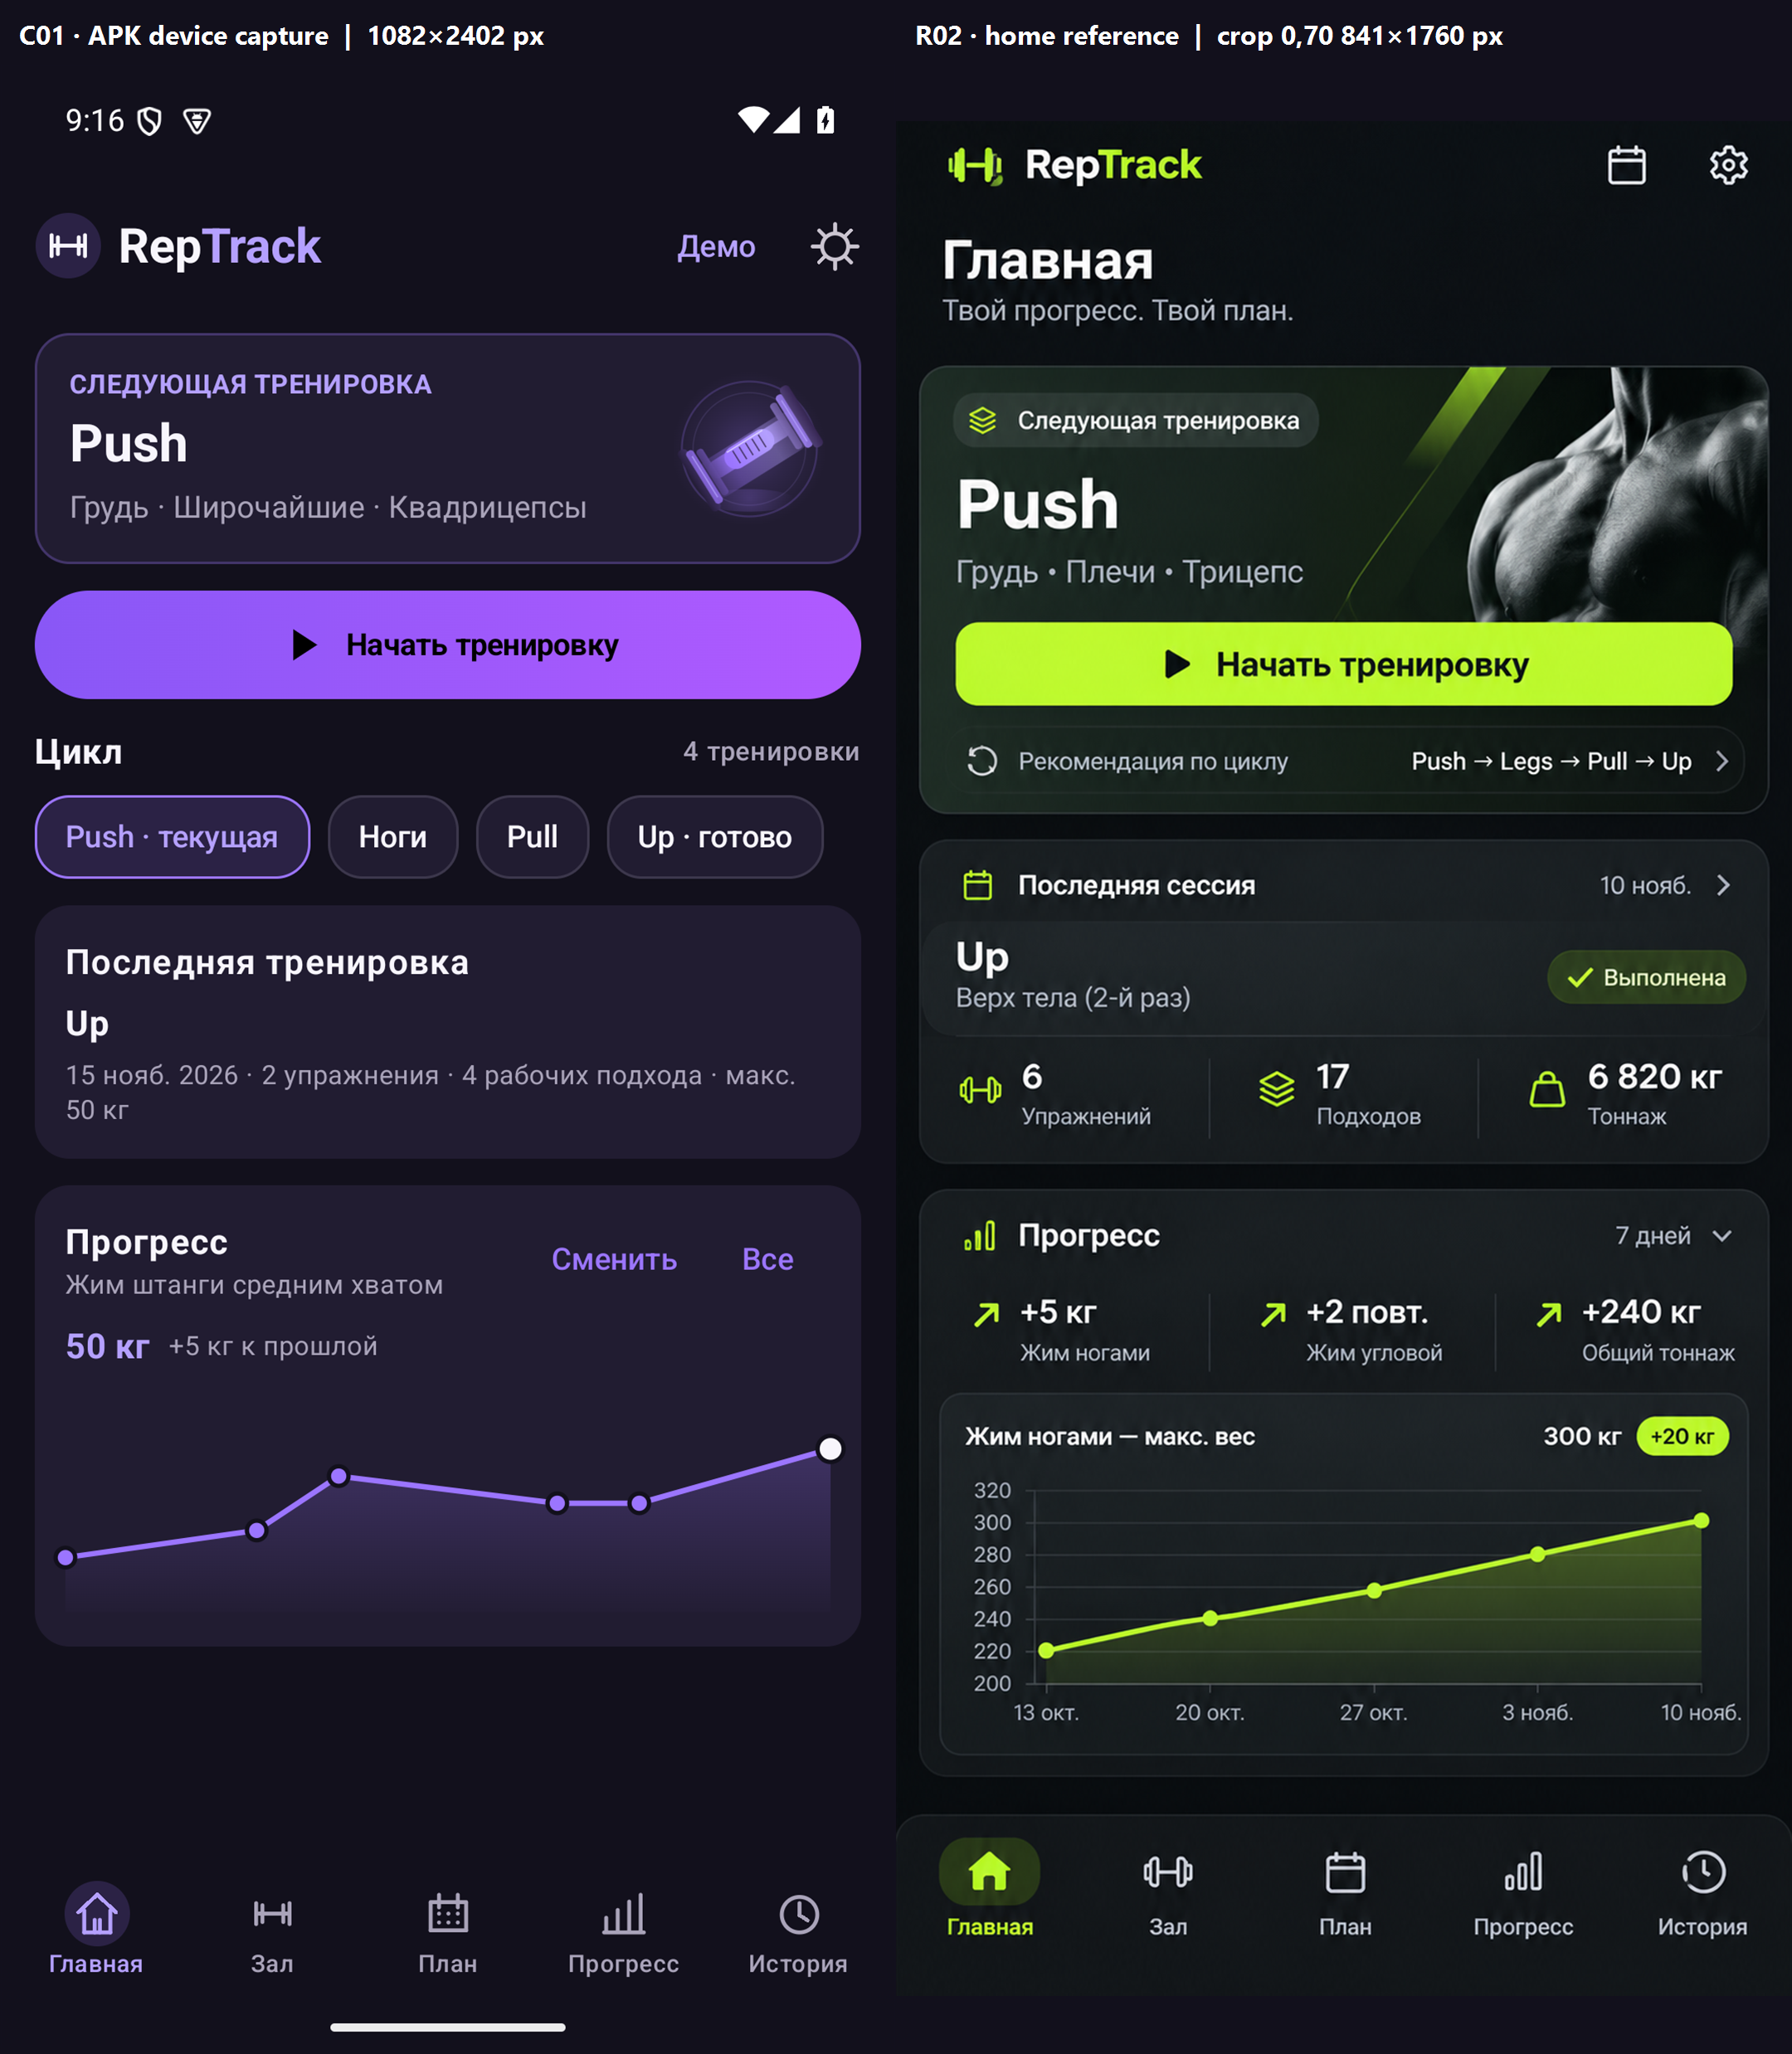 C01 · APK device capture | 1082×2402 px
9:16
RepTrack
Демо
СЛЕДУЮЩАЯ ТРЕНИРОВКА
Push
Грудь · Широчайшие · Квадрицепсы
Начать тренировку
Цикл
4 тренировки
Push · текущая
Ноги
Pull
Up · готово
Последняя тренировка
Up
15 нояб. 2026 · 2 упражнения · 4 рабочих подхода · макс.
50 кг
Прогресс
Жим штанги средним хватом
Сменить
Все
50 кг +5 кг к прошлой
Главная
Зал
План
Прогресс
История
R02 · home reference | crop 0,70 841×1760 px
RepTrack
Главная
Твой прогресс. Твой план.
Следующая тренировка
Push
Грудь • Плечи • Трицепс
Начать тренировку
Рекомендация по циклу
Push → Legs → Pull → Up
Последняя сессия
10 нояб.
Up
Верх тела (2-й раз)
Выполнена
6
Упражнений
17
Подходов
6 820 кг
Тоннаж
Прогресс
7 дней
+5 кг
Жим ногами
+2 повт.
Жим угловой
+240 кг
Общий тоннаж
Жим ногами — макс. вес
300 кг
+20 кг
320
300
280
260
240
220
200
13 окт.
20 окт.
27 окт.
3 нояб.
10 нояб.
Главная
Зал
План
Прогресс
История